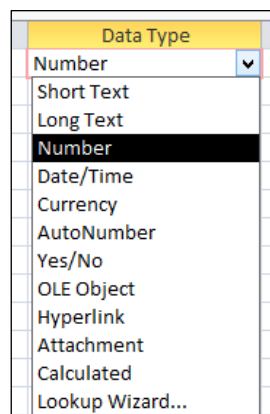 Data Type
Number
Short Text
Long Text
Number
Date/Time
Currency
AutoNumber
Yes/No
OLE Object
Hyperlink
Attachment
Calculated
Lookup Wizard...